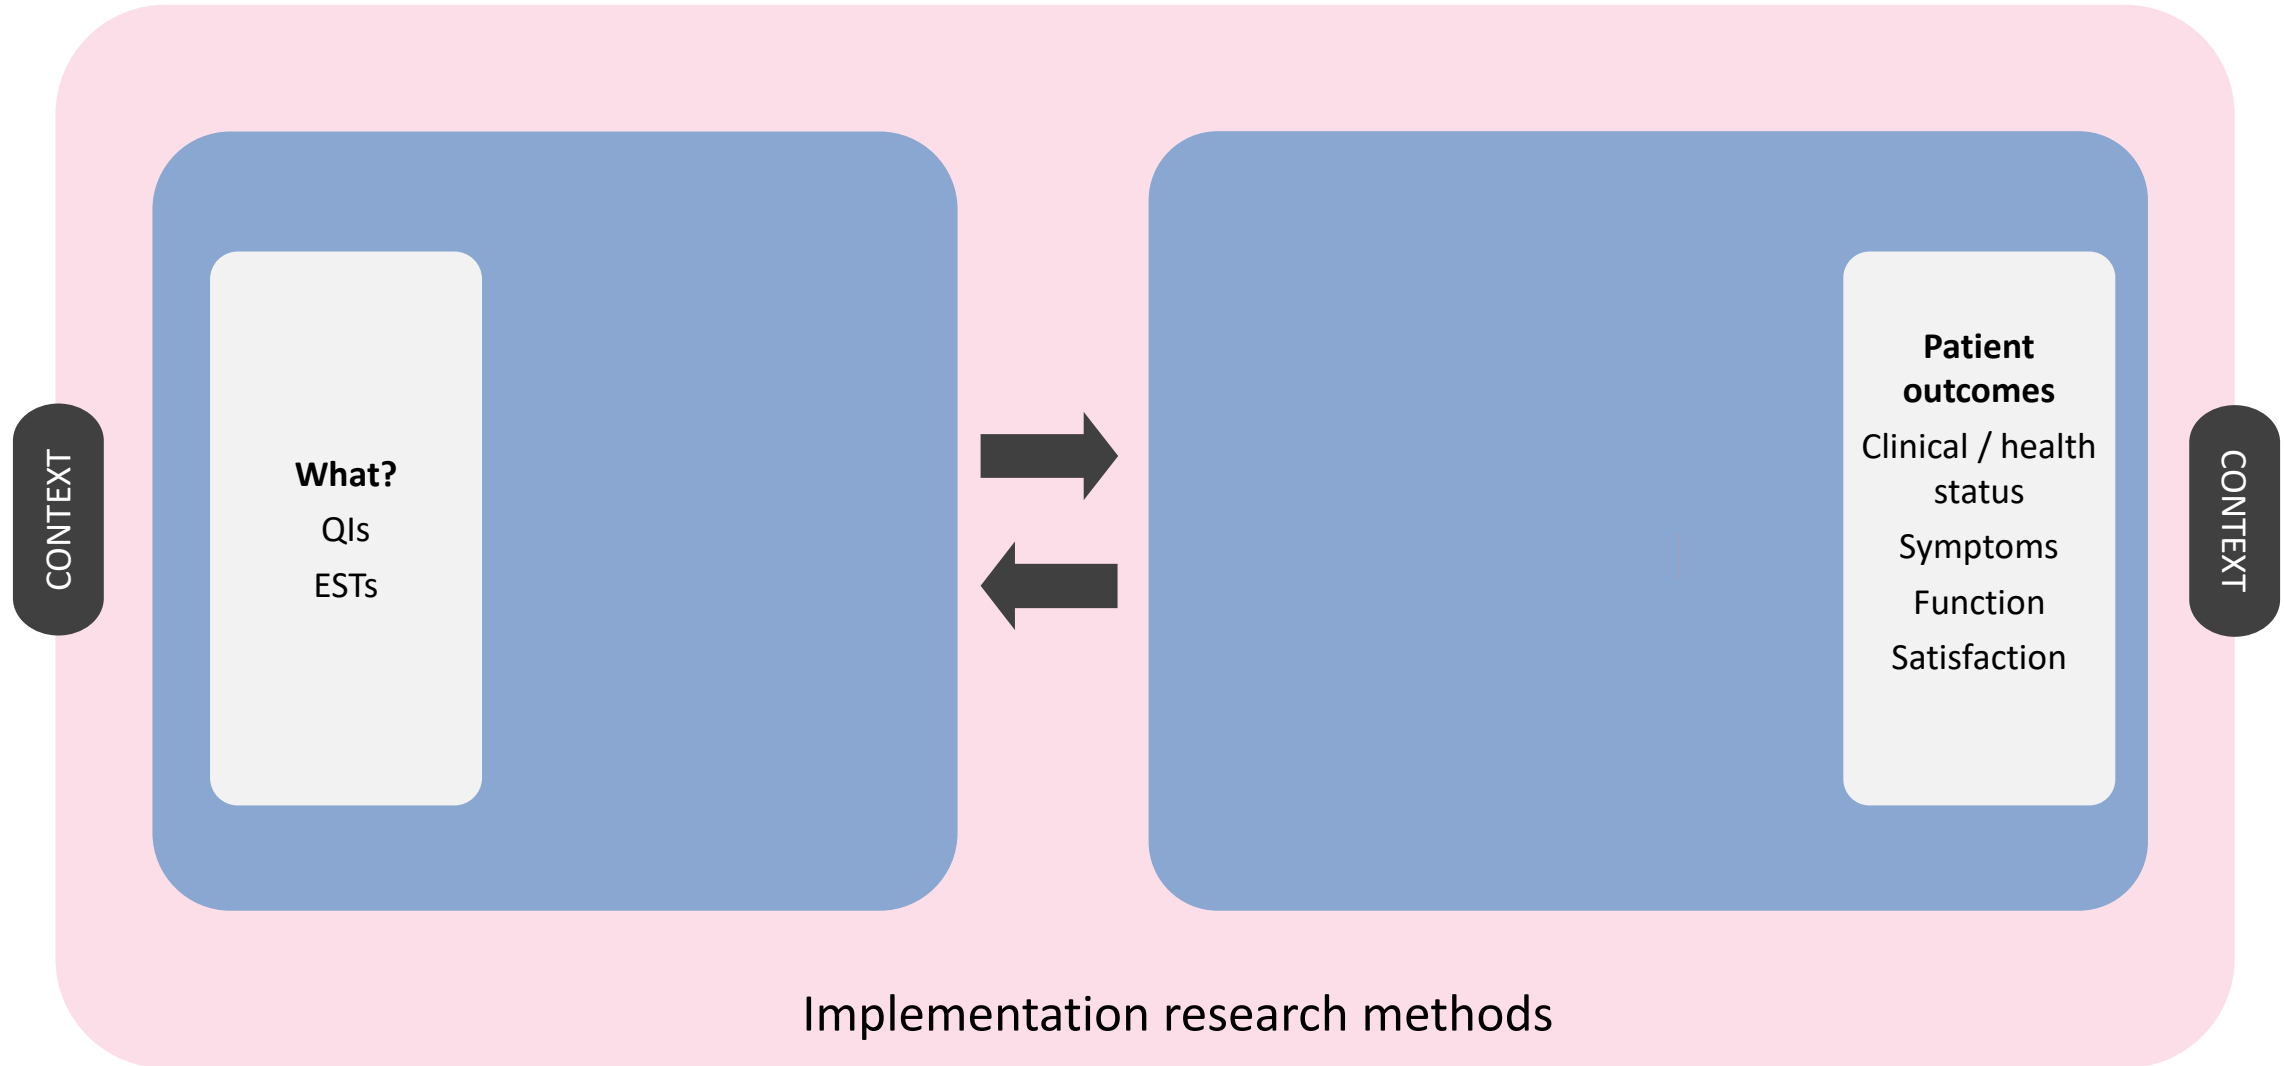 CONTEXT
What?
QIs
ESTs
Patient
outcomes
Clinical / health
status
Symptoms
Function
Satisfaction
CONTEXT
Implementation research methods